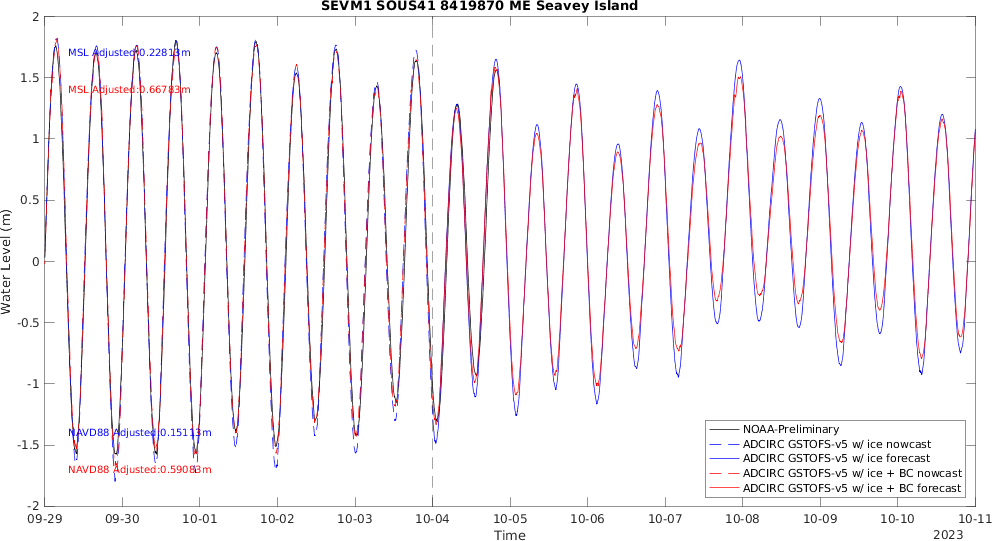 SEVM1 SOUS41 8419870 ME Seavey Island
Water Level (m)
2
1.5
1
0.5
0
-0.5
-1
-1.5
-2
MSL Adjusted:0.22813m
MSL Adjusted:0.66783m
NAVD88 Adjusted:0.15113m
NAVD88 Adjusted:0.59083m
NOAA-Preliminary
ADCIRC GSTOFS-v5 w/ ice nowcast
ADCIRC GSTOFS-v5 w/ ice forecast
ADCIRC GSTOFS-v5 w/ ice + BC nowcast
ADCIRC GSTOFS-v5 w/ ice + BC forecast
09-29 09-30 10-01 10-02 10-03 10-04 10-05 10-06 10-07 10-08 10-09 10-10 10-11
Time
2023